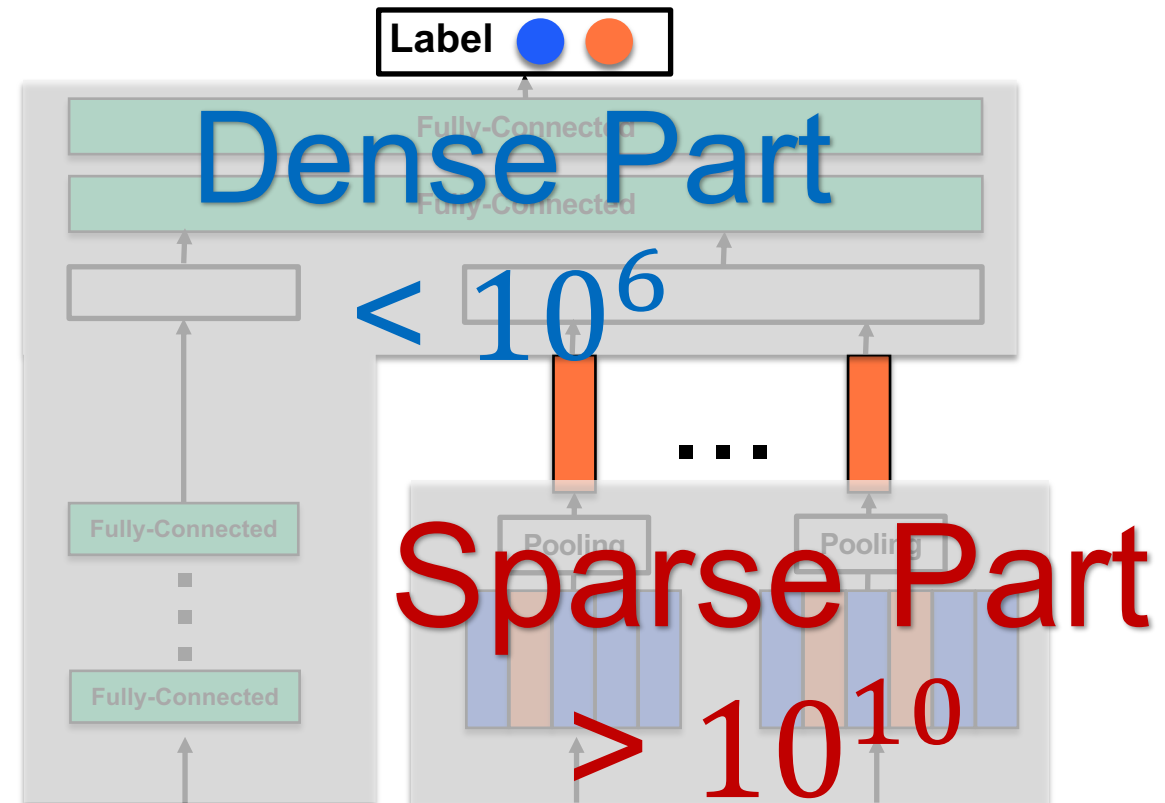 Label
Fully-Connected
Dense Part
Fully-Connected
< 10^6
...
Fully-Connected
Pooling
Pooling
Sparse Part
Fully-Connected
> 10^10